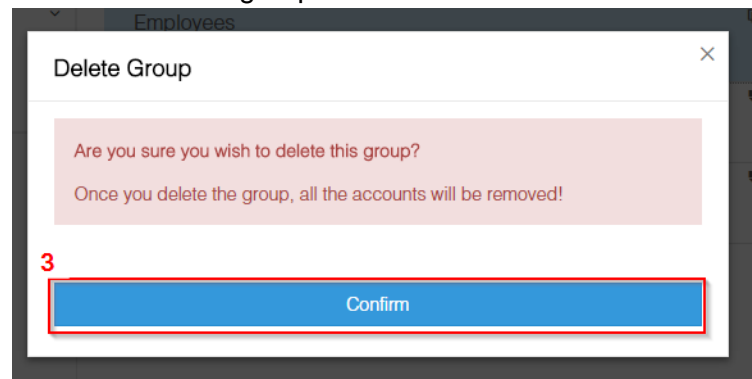 Employees
Delete Group
×
Are you sure you wish to delete this group?
Once you delete the group, all the accounts will be removed!
3
Confirm